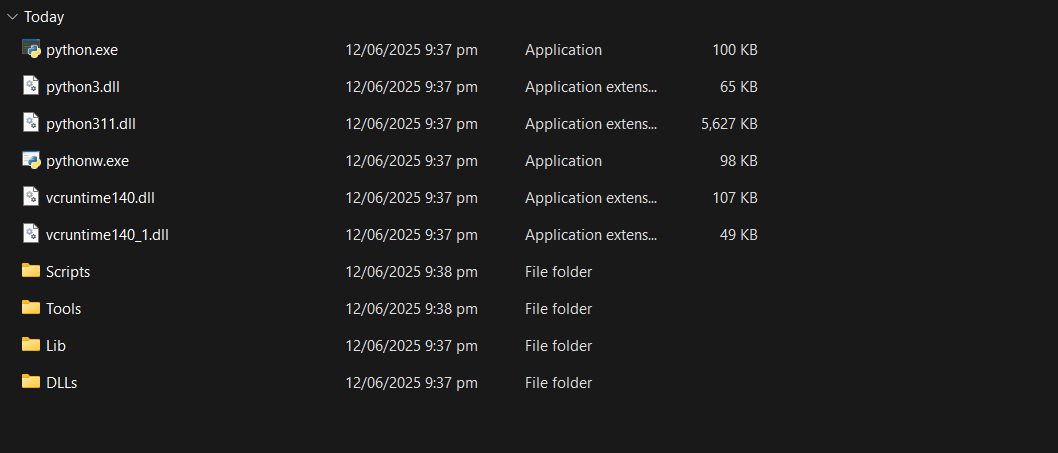 Today
python.exe 12/06/2025 9:37 pm Application 100 KB
python3.dll 12/06/2025 9:37 pm Application extens... 65 KB
python311.dll 12/06/2025 9:37 pm Application extens... 5,627 KB
pythonw.exe 12/06/2025 9:37 pm Application 98 KB
vcruntime140.dll 12/06/2025 9:37 pm Application extens... 107 KB
vcruntime140_1.dll 12/06/2025 9:37 pm Application extens... 49 KB
Scripts 12/06/2025 9:38 pm File folder
Tools 12/06/2025 9:38 pm File folder
Lib 12/06/2025 9:37 pm File folder
DLLs 12/06/2025 9:37 pm File folder